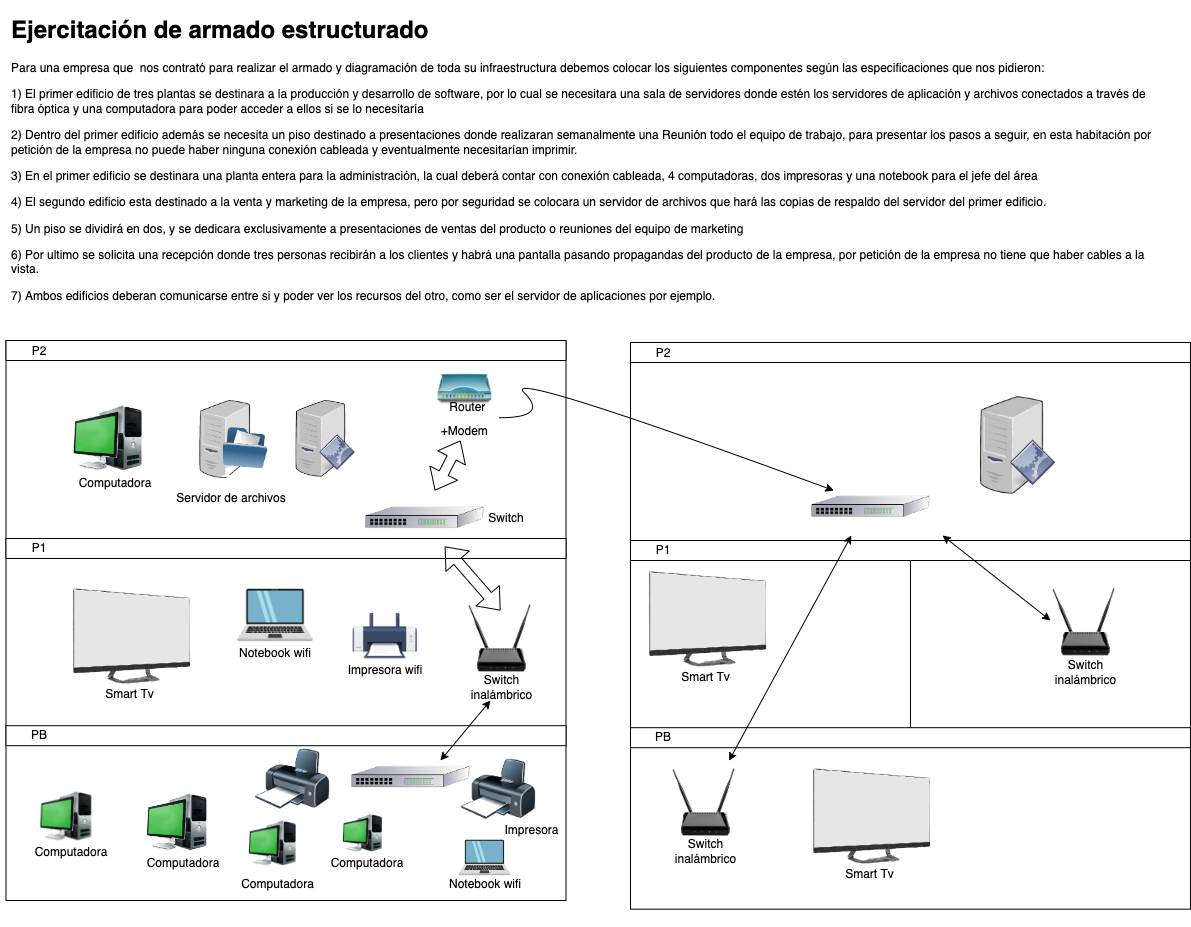 Ejercitación de armado estructurado
Para una empresa que  nos contrató para realizar el armado y diagramación de toda su infraestructura debemos colocar los siguientes componentes según las especificaciones que nos pidieron:
1) El primer edificio de tres plantas se destinara a la producción y desarrollo de software, por lo cual se necesitara una sala de servidores donde estén los servidores de aplicación y archivos conectados a través de
fibra óptica y una computadora para poder acceder a ellos si se lo necesitaría
2) Dentro del primer edificio además se necesita un piso destinado a presentaciones donde realizaran semanalmente una Reunión todo el equipo de trabajo, para presentar los pasos a seguir, en esta habitación por
petición de la empresa no puede haber ninguna conexión cableada y eventualmente necesitarían imprimir.
3) En el primer edificio se destinara una planta entera para la administración, la cual deberá contar con conexión cableada, 4 computadoras, dos impresoras y una notebook para el jefe del área
4) El segundo edificio esta destinado a la venta y marketing de la empresa, pero por seguridad se colocara un servidor de archivos que hará las copias de respaldo del servidor del primer edificio.
5) Un piso se dividirá en dos, y se dedicara exclusivamente a presentaciones de ventas del producto o reuniones del equipo de marketing
6) Por ultimo se solicita una recepción donde tres personas recibirán a los clientes y habrá una pantalla pasando propagandas del producto de la empresa, por petición de la empresa no tiene que haber cables a la
vista.
7) Ambos edificios deberan comunicarse entre si y poder ver los recursos del otro, como ser el servidor de aplicaciones por ejemplo.
P2
Router
+Modem
Computadora
Servidor de archivos
Switch
P1
Notebook wifi
Impresora wifi
Smart Tv
Switch
inalámbrico
PB
Impresora
Computadora
Computadora
Computadora
Computadora
Notebook wifi
P2
P1
Smart Tv
Switch
inalámbrico
PB
Switch
inalámbrico
Smart Tv